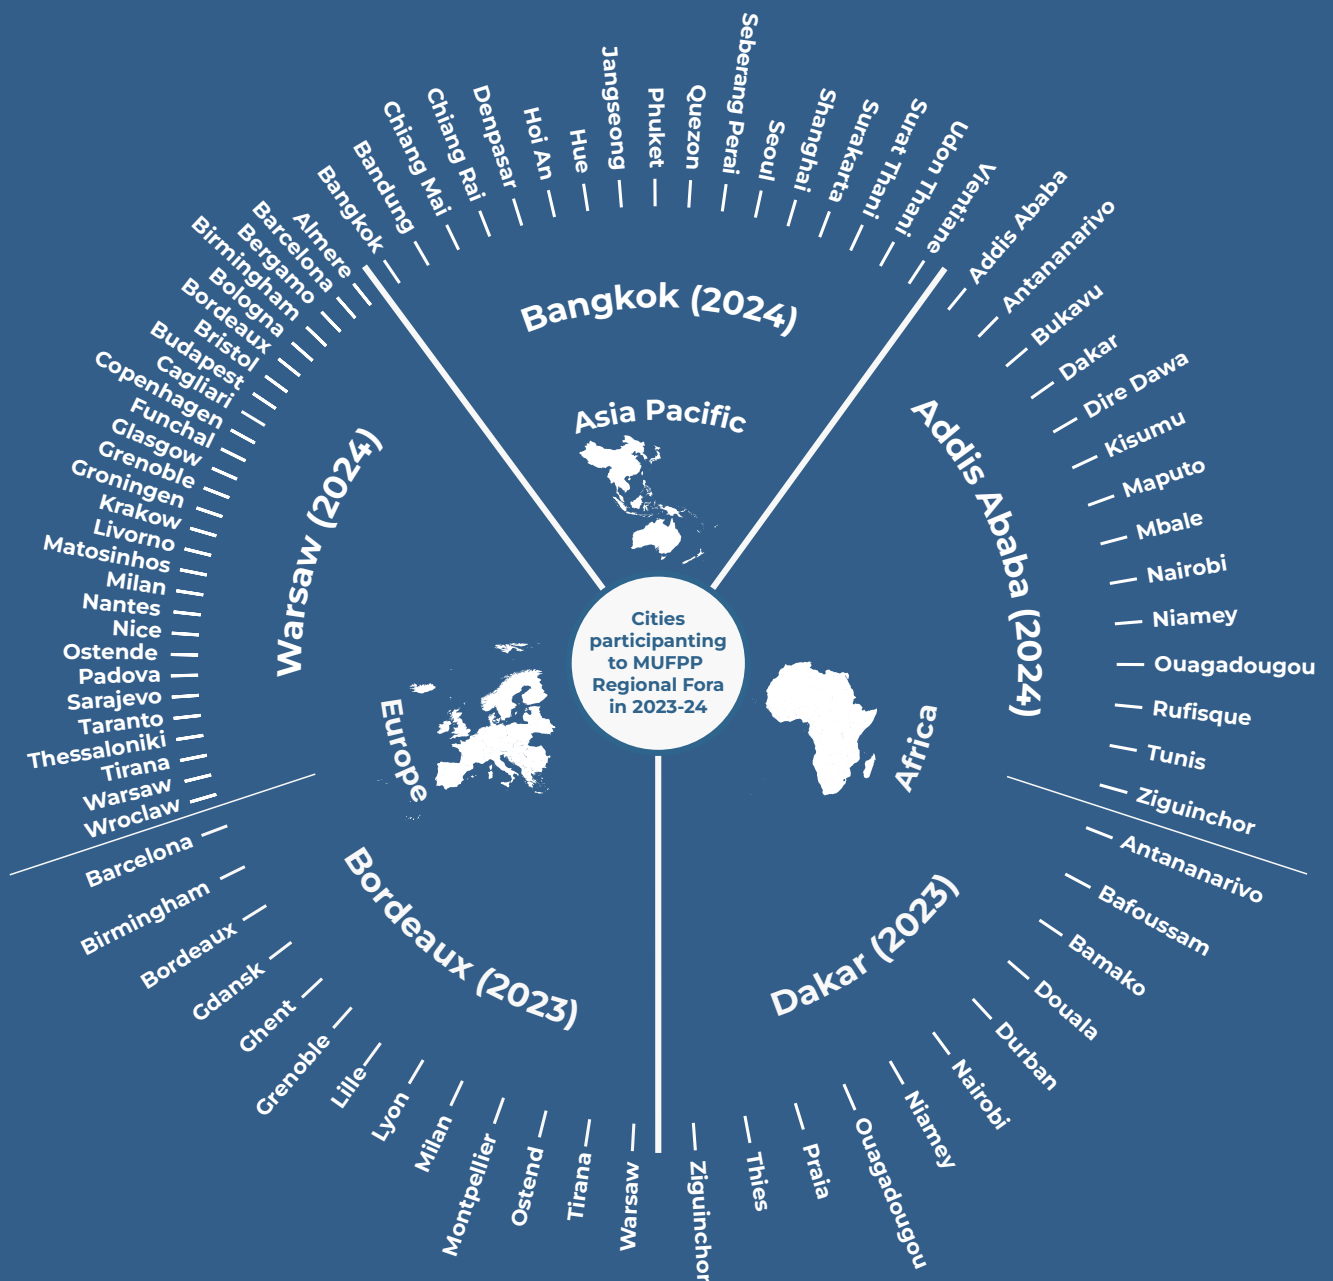 Cities
participanting
to MUFPP
Regional Fora
in 2023-24
Asia Pacific
Bangkok (2024)
Bangkok
Bandung
Chiang Mai
Chiang Rai
Denpasar
Hoi An
Hue
Jangseong
Phuket
Quezon
Seberang Perai
Seoul
Shanghai
Surakarta
Surat Thani
Udon Thani
Vientiane
Africa
Addis Ababa (2024)
Addis Ababa
Antananarivo
Bukavu
Dakar
Dire Dawa
Kisumu
Maputo
Mbale
Nairobi
Niamey
Ouagadougou
Rufisque
Tunis
Ziguinchor
Dakar (2023)
Antananarivo
Bafoussam
Bamako
Douala
Durban
Nairobi
Niamey
Ouagadougou
Praia
Thies
Ziguinchor
Europe
Bordeaux (2023)
Barcelona
Birmingham
Bordeaux
Gdansk
Ghent
Grenoble
Lille
Lyon
Milan
Montpellier
Ostend
Tirana
Warsaw
Warsaw (2024)
Almere
Barcelona
Bergamo
Birmingham
Bologna
Bordeaux
Bristol
Budapest
Cagliari
Copenhagen
Funchal
Glasgow
Grenoble
Groningen
Krakow
Livorno
Matosinhos
Milan
Nantes
Nice
Ostende
Padova
Sarajevo
Taranto
Thessaloniki
Tirana
Warsaw
Wroclaw